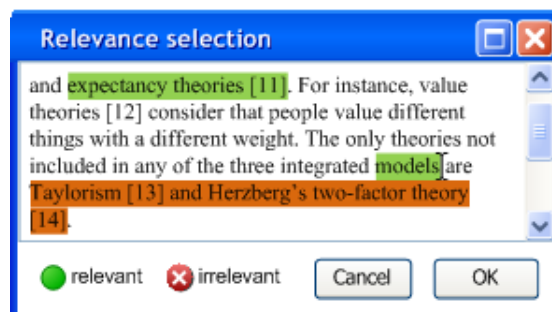 Relevance selection
and expectancy theories [11]. For instance, value
theories [12] consider that people value different
things with a different weight. The only theories not
included in any of the three integrated models are
Taylorism [13] and Herzberg's two-factor theory
[14].
relevant irrelevant Cancel OK